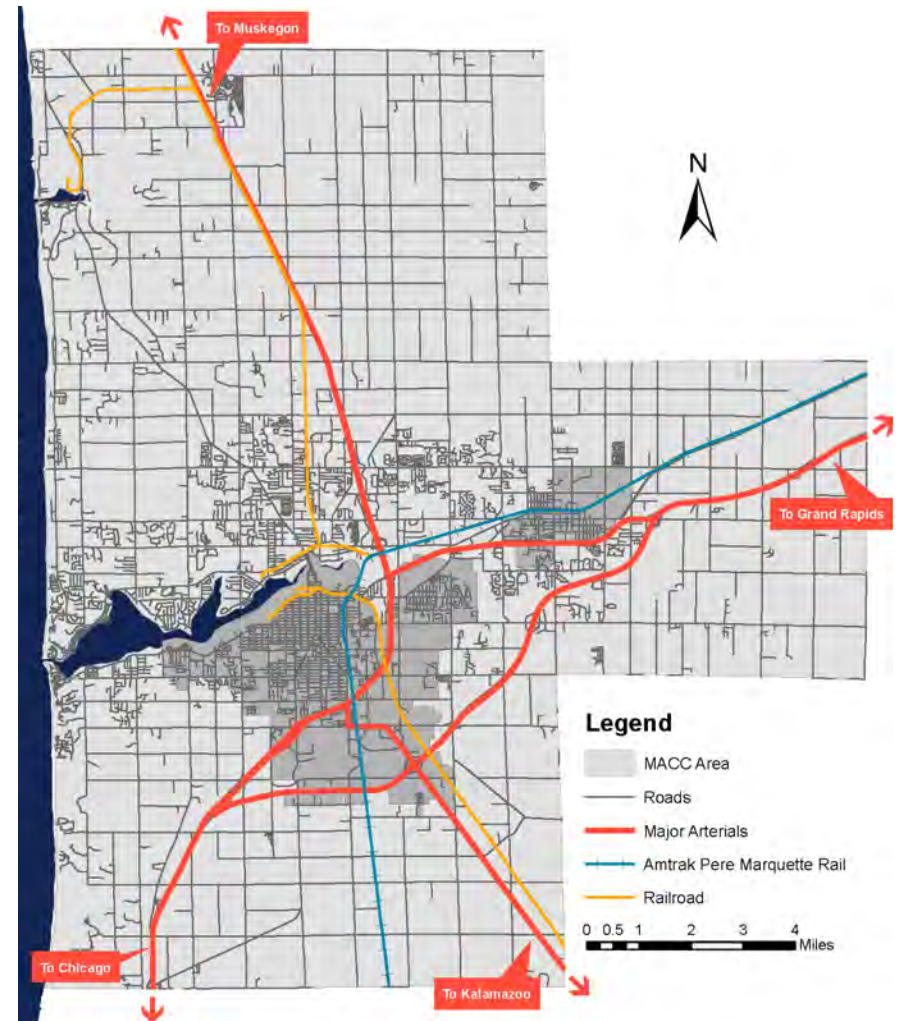 To Muskegon
N
To Grand Rapids
Legend
MACC Area
Roads
Major Arterials
Amtrak Pere Marquette Rail
Railroad
0 0.5 1 2 3 4
Miles
To Chicago
To Kalamazoo